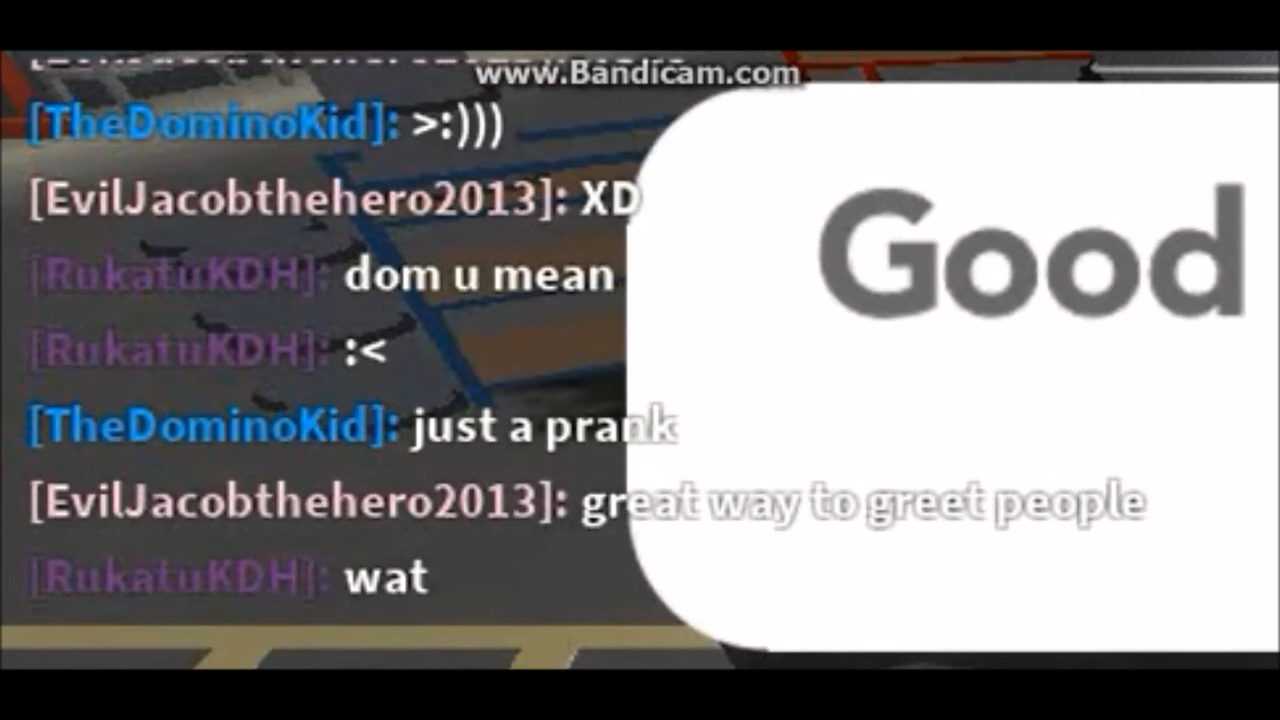 www.Bandicam.com
[TheDominoKid]: >:)))
[EvilJacobthehero2013]: XD
[RukatuKDH]: dom u mean
[RukatuKDH]: :<
[TheDominoKid]: just a prank
[EvilJacobthehero2013]: great way to greet people
[RukatuKDH]: wat
Good